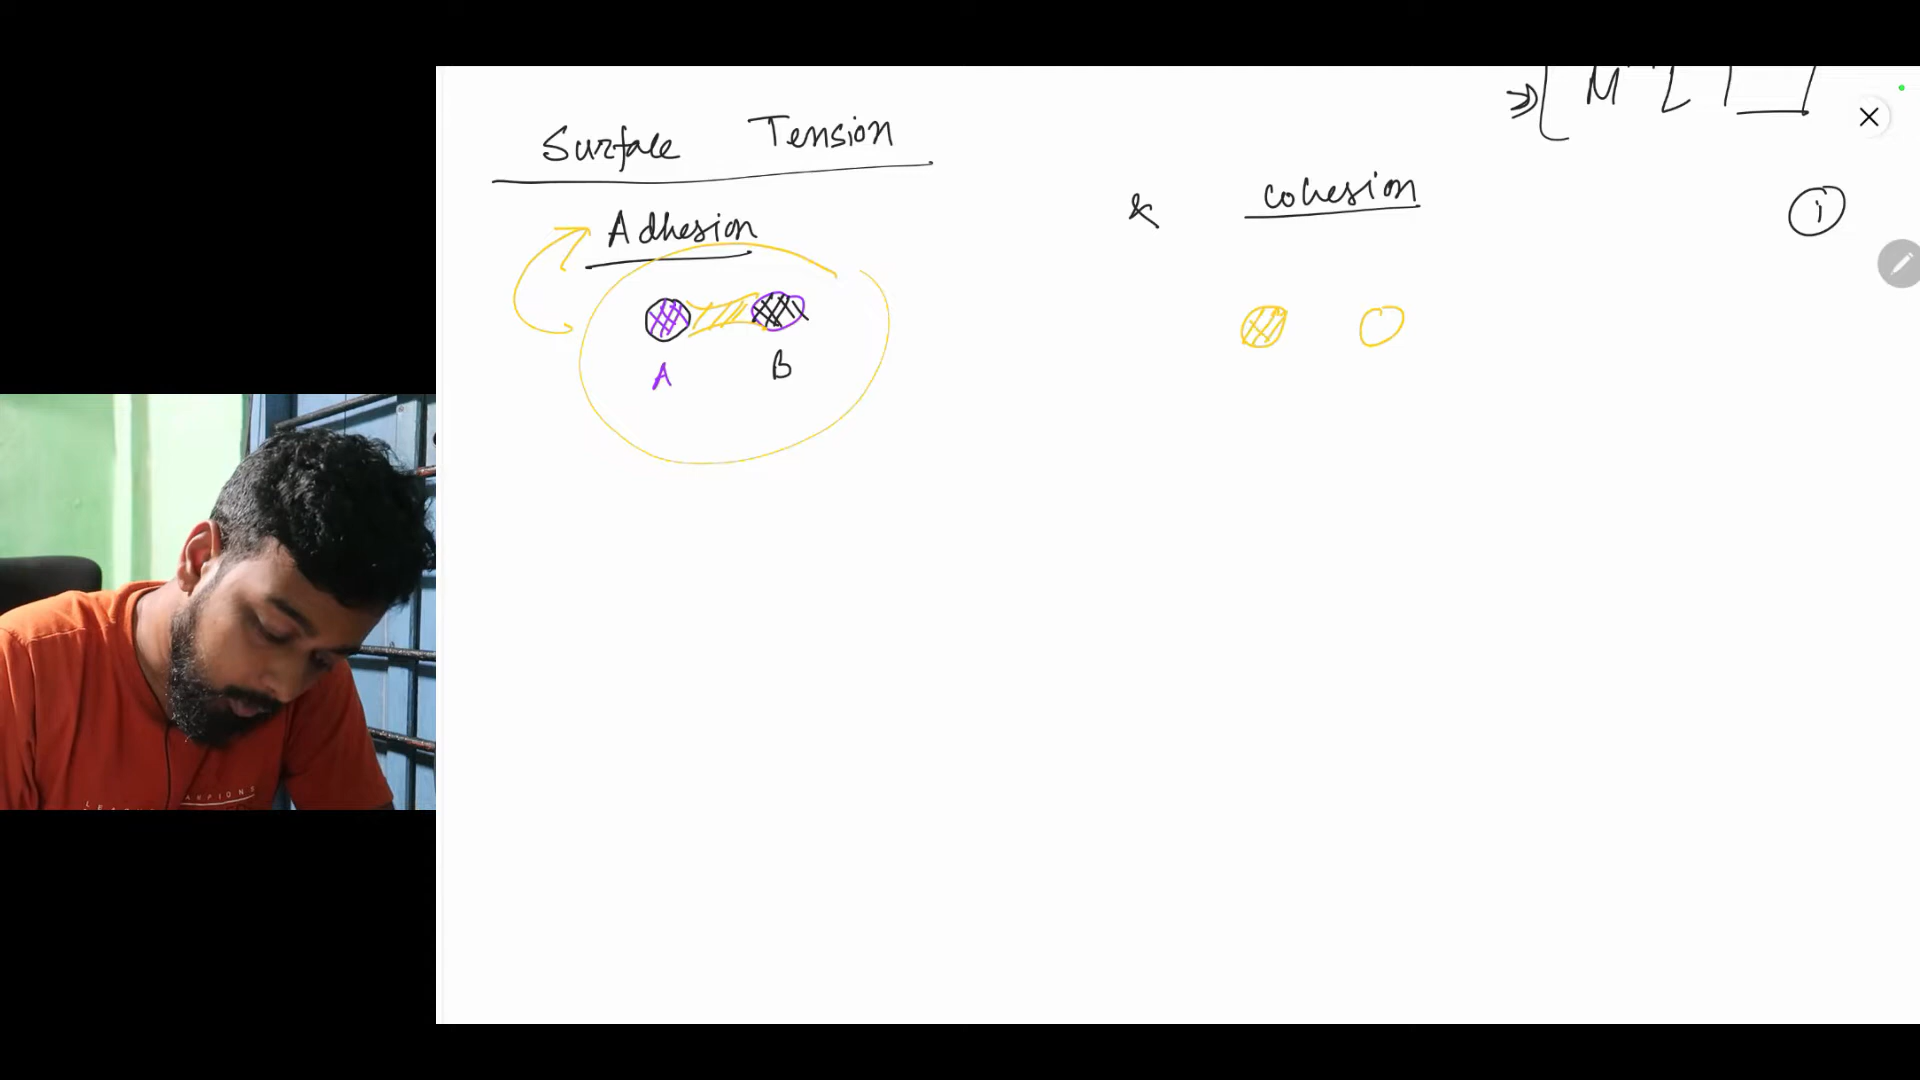 M L
Surface Tension
Adhesion & cohesion
i
A
B